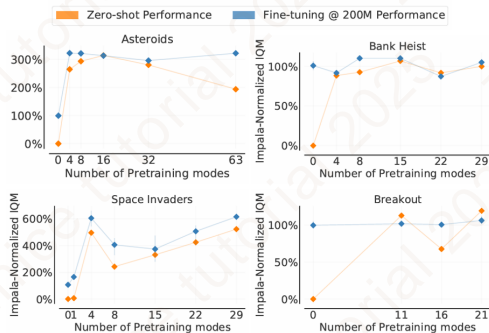 Zero-shot Performance Fine-tuning @ 200M Performance
Asteroids
300%
200%
100%
0%
0 4 8 16 32 63
Number of Pretraining modes
Bank Heist
Impala-Normalized IQM
100%
50%
0%
0 4 8 15 22 29
Number of Pretraining modes
Space Invaders
Impala-Normalized IQM
600%
400%
200%
0%
01 4 8 15 22 29
Number of Pretraining modes
Breakout
Impala-Normalized IQM
100%
50%
0%
0 11 16 21
Number of Pretraining modes